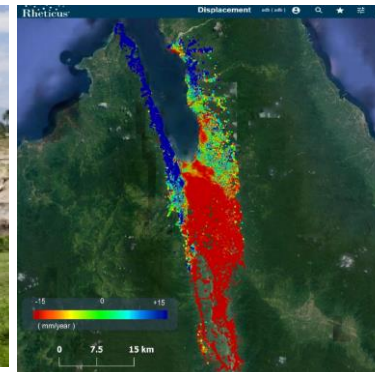 Rheticus
Displacement
-15 0 +15
( mm/year )
0 7.5 15 km